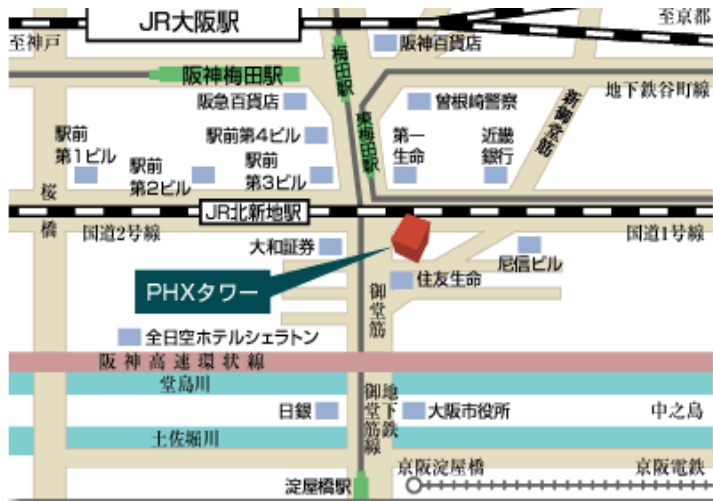 JR大阪駅
至京都
至神戸
梅田駅
阪神百貨店
阪神梅田駅
地下鉄谷町線
阪急百貨店
曽根崎警察
新御堂筋
東梅田駅
駅前
第1ビル
駅前第4ビル
第一
生命
近畿
銀行
駅前
第2ビル
駅前
第3ビル
桜橋
JR北新地駅
国道2号線
国道1号線
大和証券
尼信ビル
PHXタワー
住友生命
御堂筋
全日空ホテルシェラトン
阪神高速環状線
堂島川
地下鉄
御堂筋線
日銀
大阪市役所
中之島
土佐堀川
京阪淀屋橋
京阪電鉄
淀屋橋駅